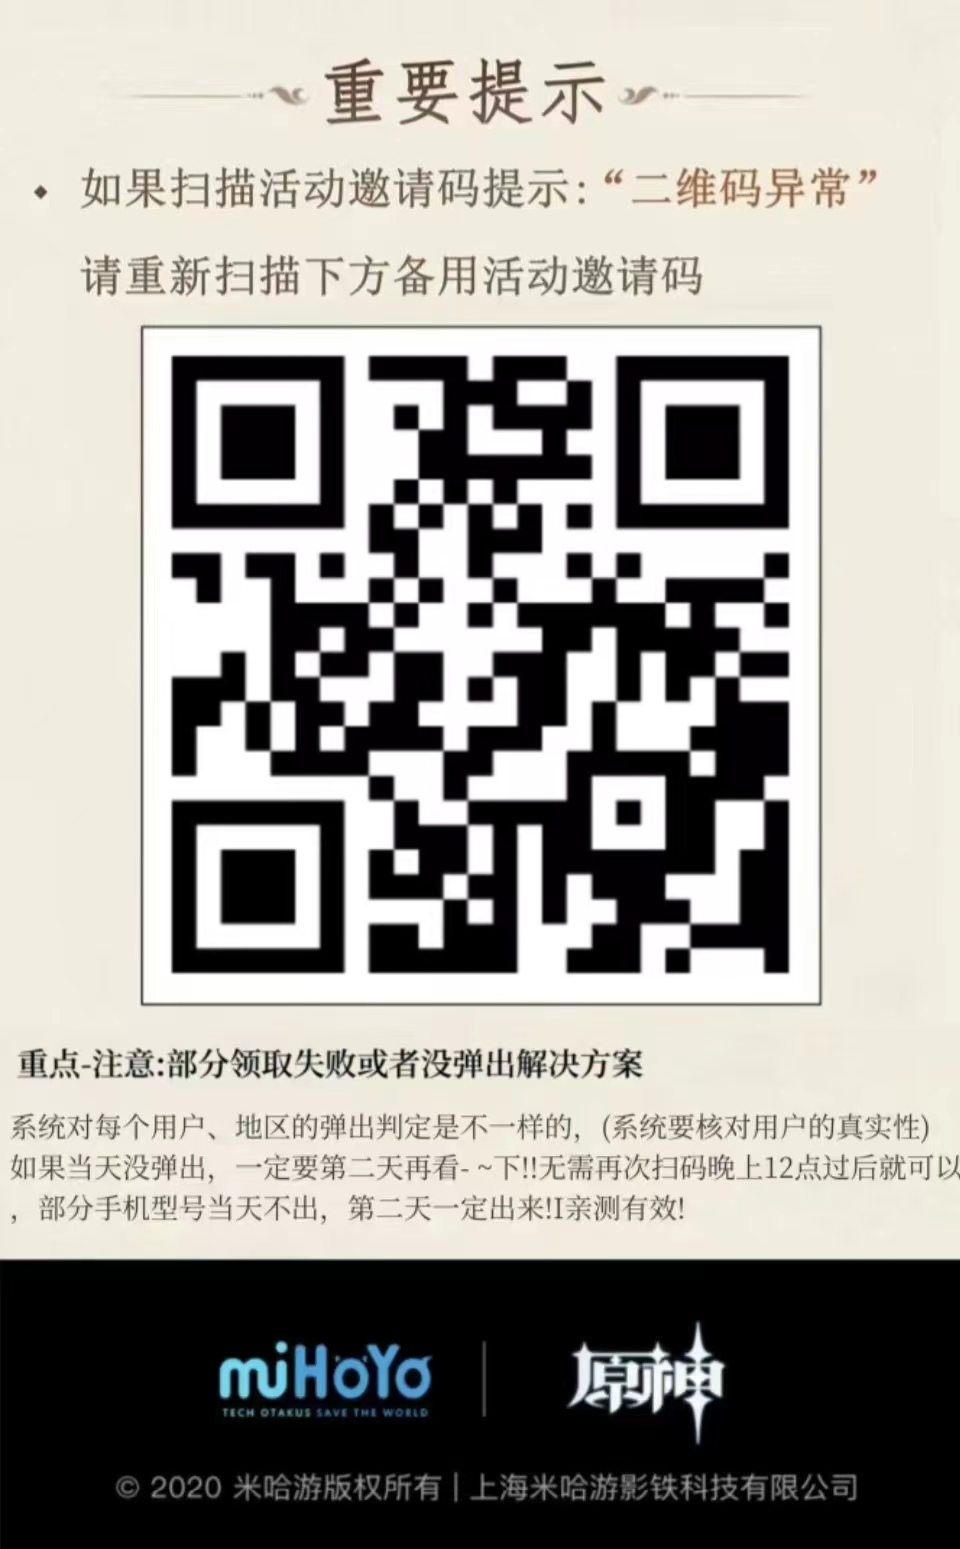 重要提示
如果扫描活动邀请码提示:“二维码异常”
请重新扫描下方备用活动邀请码
重点-注意:部分领取失败或者没弹出解决方案
系统对每个用户、地区的弹出判定是不一样的，(系统要核对用户的真实性)
如果当天没弹出，一定要第二天再看- ~下!!无需再次扫码晚上12点过后就可以
，部分手机型号当天不出，第二天一定出来!I亲测有效!
miHoYo
TECH OTAKUS SAVE THE WORLD
原神
© 2020 米哈游版权所有 | 上海米哈游影铁科技有限公司